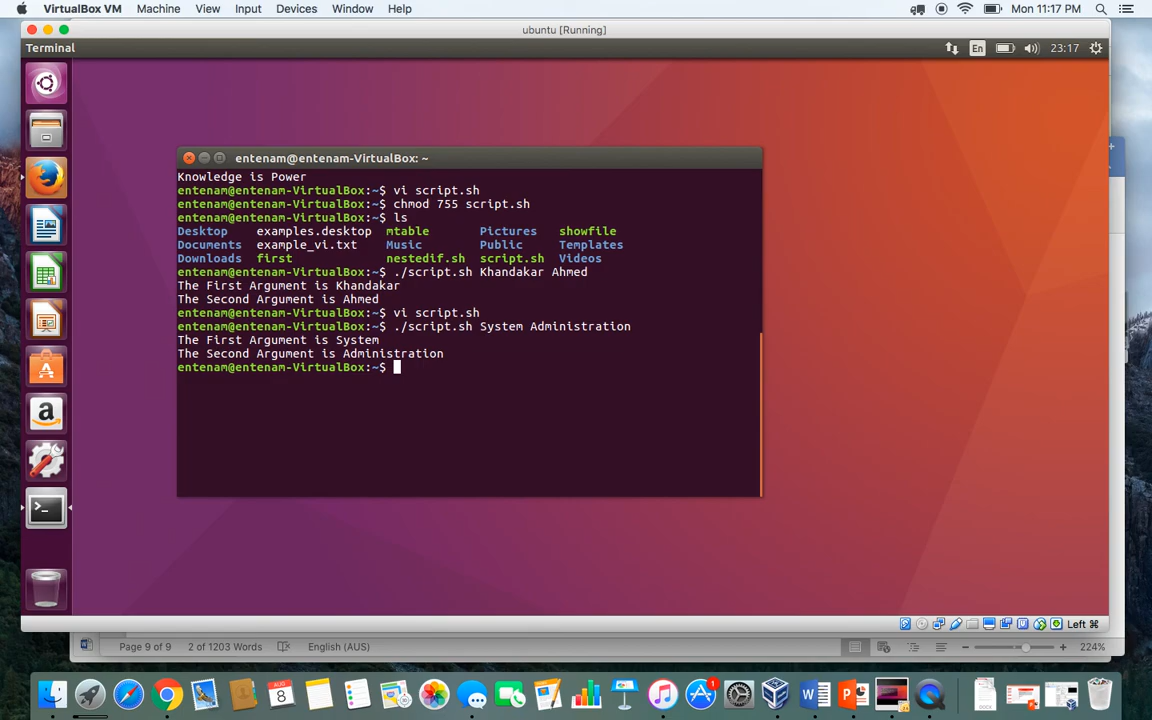 VirtualBox VM Machine View Input Devices Window Help Mon 11:17 PM
ubuntu [Running]
Terminal En 23:17
entenam@entenam-VirtualBox: ~
Knowledge is Power
entenam@entenam-VirtualBox:~$ vi script.sh
entenam@entenam-VirtualBox:~$ chmod 755 script.sh
entenam@entenam-VirtualBox:~$ ls
Desktop examples.desktop mtable Pictures showfile
Documents example_vi.txt Music Public Templates
Downloads first nestedif.sh script.sh Videos
entenam@entenam-VirtualBox:~$ ./script.sh Khandakar Ahmed
The First Argument is Khandakar
The Second Argument is Ahmed
entenam@entenam-VirtualBox:~$ vi script.sh
entenam@entenam-VirtualBox:~$ ./script.sh System Administration
The First Argument is System
The Second Argument is Administration
entenam@entenam-VirtualBox:~$
Left ⌘
Page 9 of 9 2 of 1203 Words English (AUS) 224%
AUG
8
1